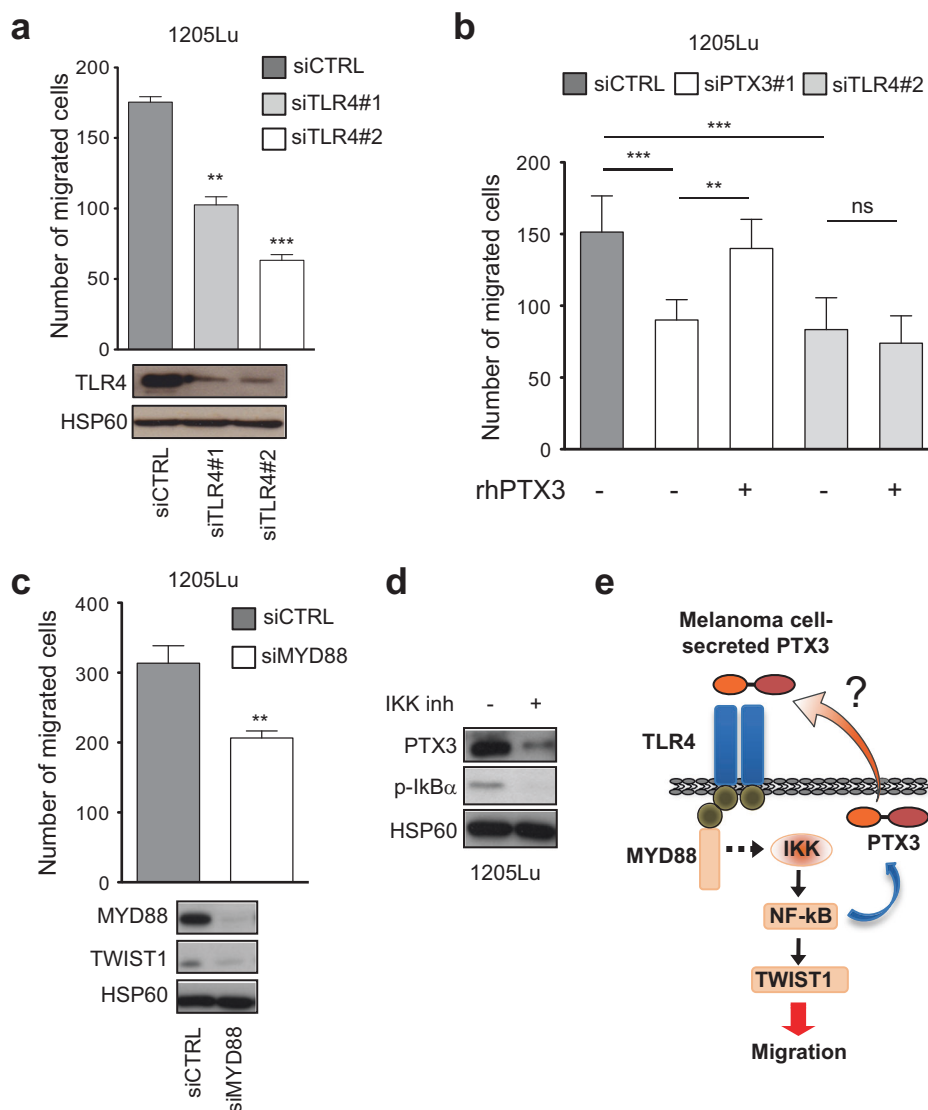 a
1205Lu
Number of migrated cells
200
150
100
50
0
siCTRL
siTLR4#1
siTLR4#2
**
***
TLR4
HSP60
siCTRL
siTLR4#1
siTLR4#2
b
1205Lu
siCTRL siPTX3#1 siTLR4#2
Number of migrated cells
200
150
100
50
0
***
***
**
ns
rhPTX3 - - + - +
c
1205Lu
Number of migrated cells
400
300
200
100
0
siCTRL
siMYD88
**
MYD88
TWIST1
HSP60
siCTRL
siMYD88
d
IKK inh - +
PTX3
p-IkBα
HSP60
1205Lu
e
Melanoma cell-
secreted PTX3
?
TLR4
PTX3
MYD88
IKK
NF-kB
TWIST1
Migration